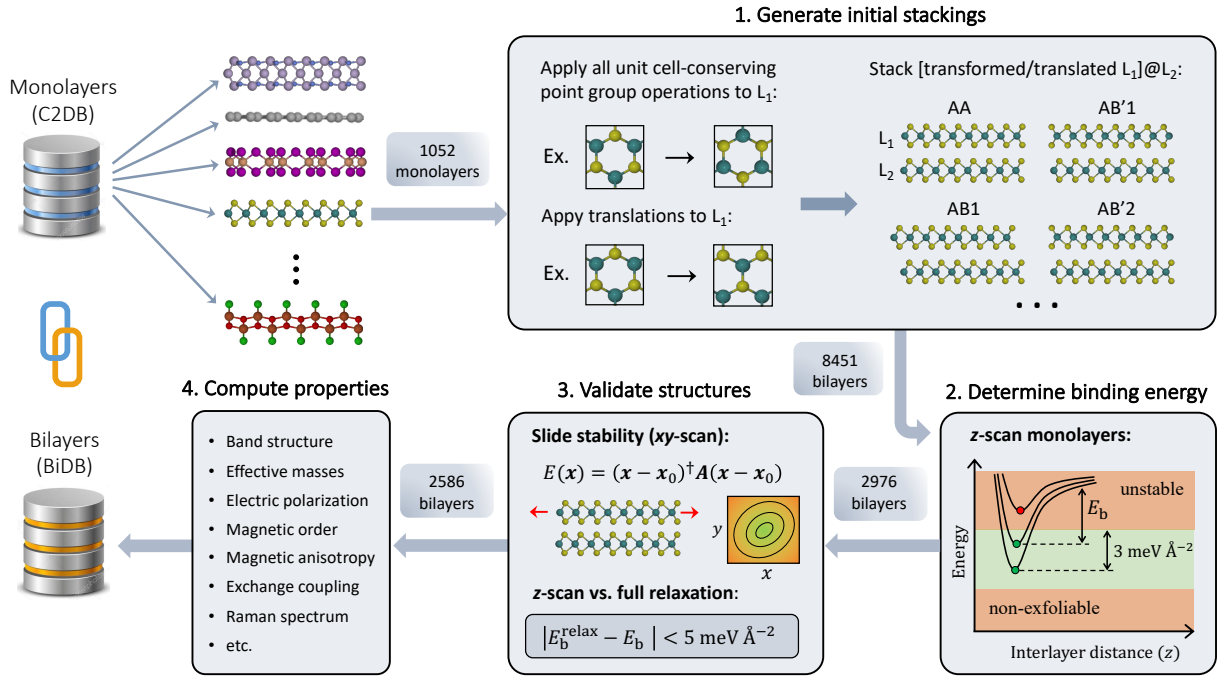 1. Generate initial stackings
Monolayers
(C2DB)
1052
monolayers
Apply all unit cell-conserving
point group operations to L₁:
Ex.
Appy translations to L₁:
Ex.
Stack [transformed/translated L₁]@L₂:
AA
AB'1
L₁
L₂
AB1
AB'2
8451
bilayers
2. Determine binding energy
z-scan monolayers:
unstable
E_b
3 meV Å⁻²
non-exfoliable
Energy
Interlayer distance (z)
2976
bilayers
3. Validate structures
Slide stability (xy-scan):
E(x) = (x − x₀)†A(x − x₀)
y
x
z-scan vs. full relaxation:
|E_b^relax − E_b | < 5 meV Å⁻²
2586
bilayers
4. Compute properties
• Band structure
• Effective masses
• Electric polarization
• Magnetic order
• Magnetic anisotropy
• Exchange coupling
• Raman spectrum
• etc.
Bilayers
(BiDB)